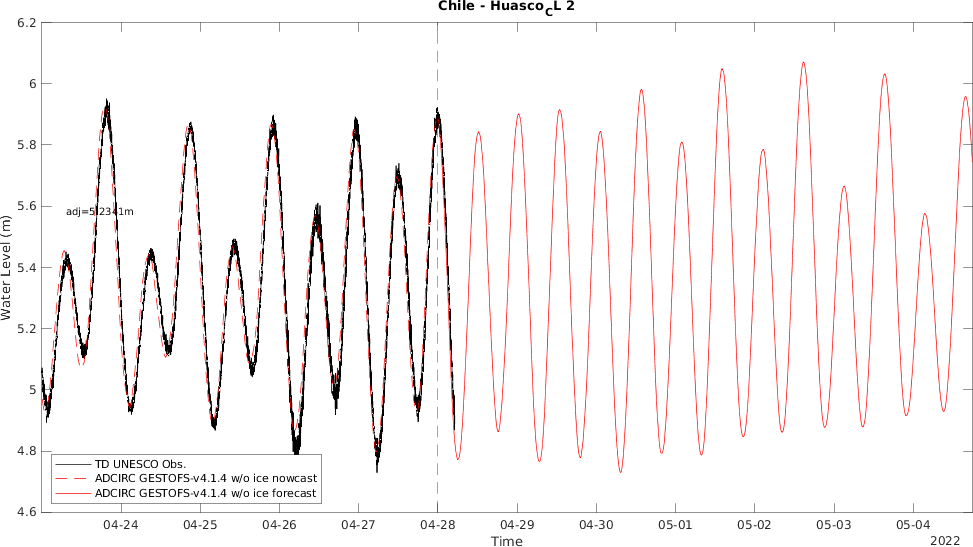 Chile - Huasco_CL 2
Water Level (m)
6.2
6
5.8
5.6
5.4
5.2
5
4.8
4.6
adj=5.2341m
TD UNESCO Obs.
ADCIRC GESTOFS-v4.1.4 w/o ice nowcast
ADCIRC GESTOFS-v4.1.4 w/o ice forecast
04-24 04-25 04-26 04-27 04-28 04-29 04-30 05-01 05-02 05-03 05-04
Time
2022